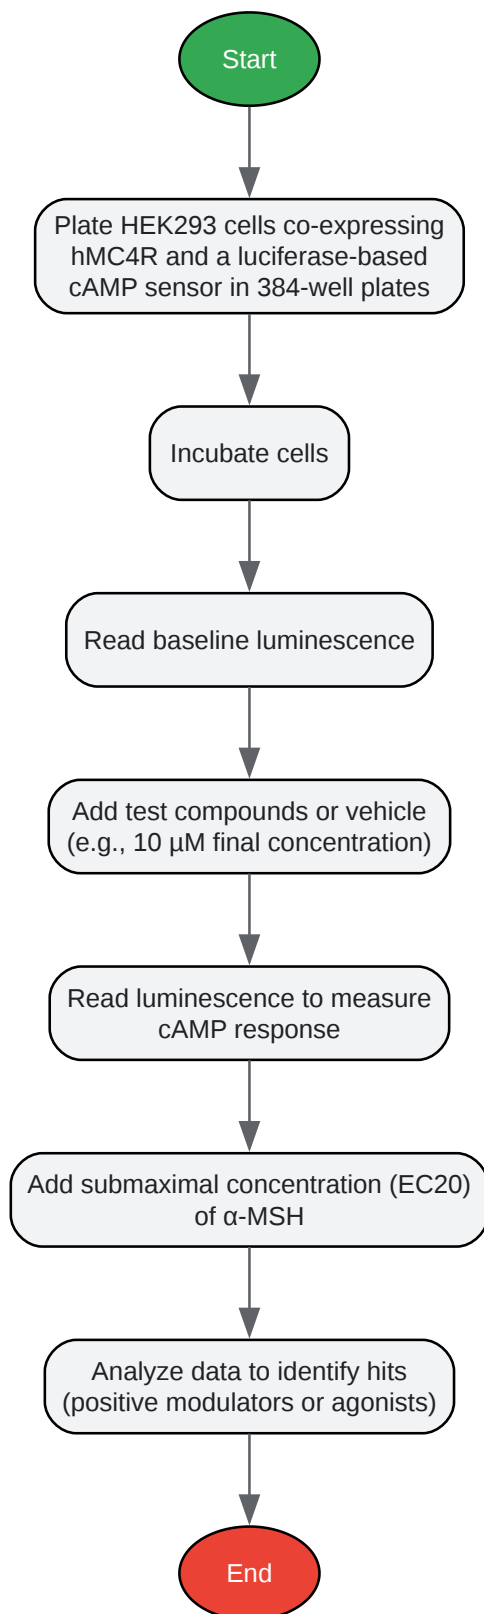 Start
Plate HEK293 cells co-expressing
hMC4R and a luciferase-based
cAMP sensor in 384-well plates
Incubate cells
Read baseline luminescence
Add test compounds or vehicle
(e.g., 10 µM final concentration)
Read luminescence to measure
cAMP response
Add submaximal concentration (EC20)
of α-MSH
Analyze data to identify hits
(positive modulators or agonists)
End